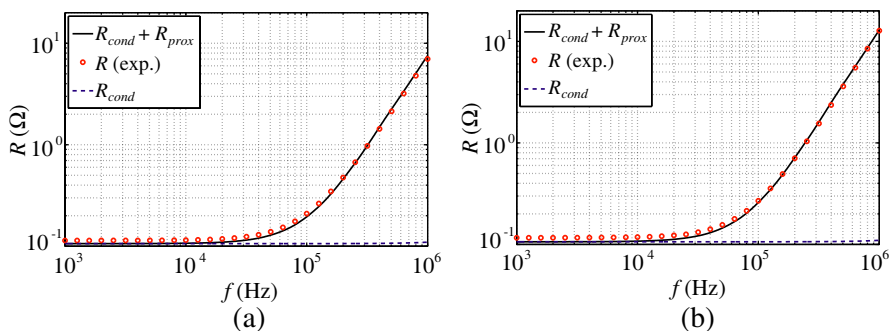 10^1
10^0
10^-1
R (Ω)
R_cond + R_prox
R (exp.)
R_cond
10^3
10^4
10^5
10^6
f (Hz)
(a)
10^1
10^0
10^-1
R (Ω)
R_cond + R_prox
R (exp.)
R_cond
10^3
10^4
10^5
10^6
f (Hz)
(b)